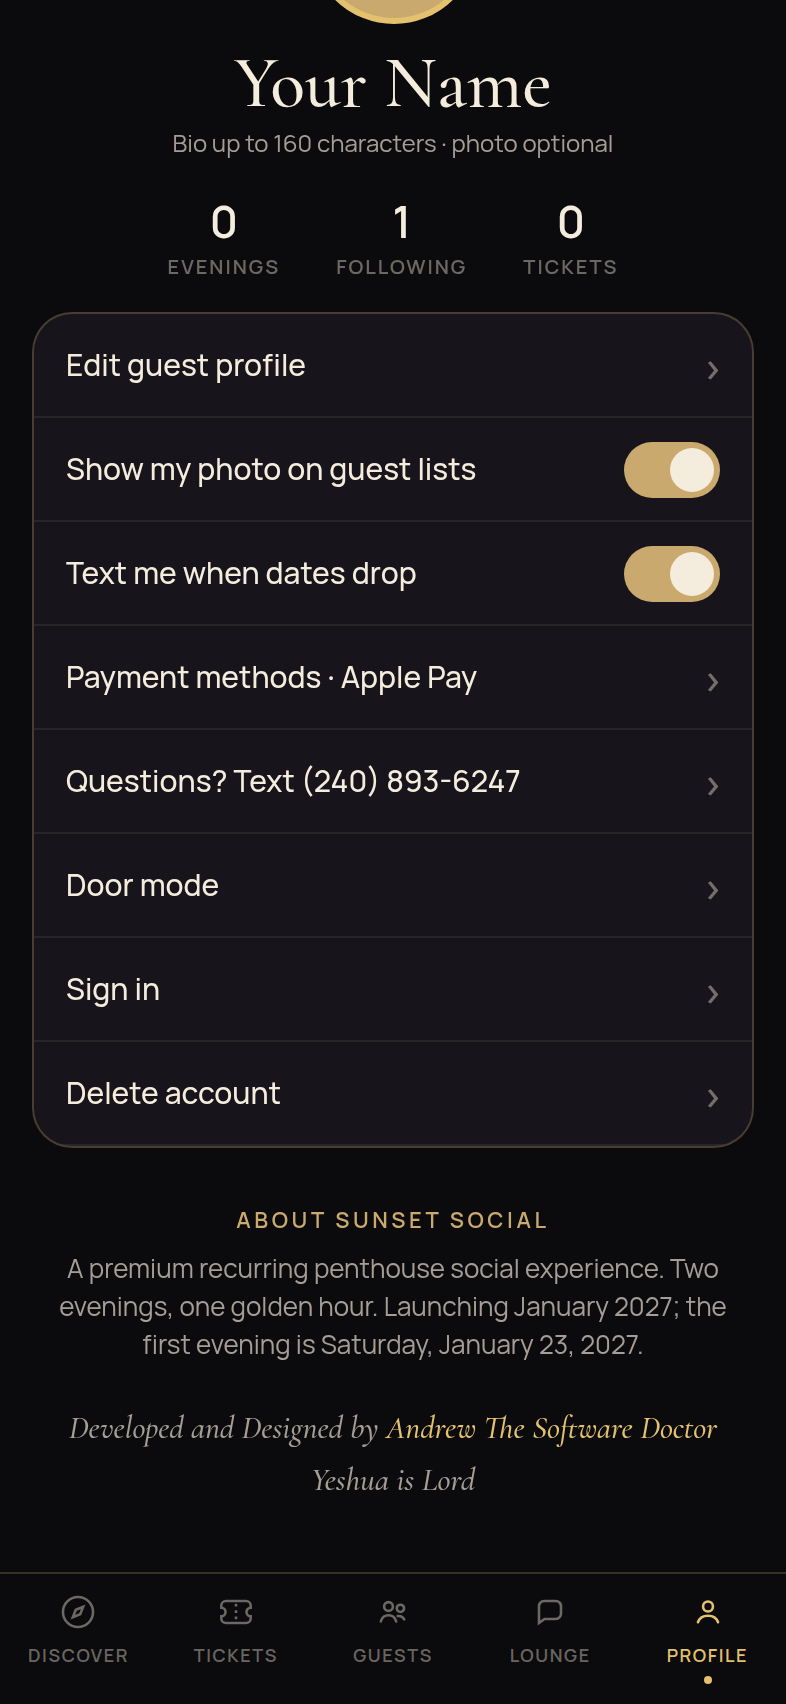 Your Name
Bio up to 160 characters · photo optional
0 1 0
EVENINGS FOLLOWING TICKETS
Edit guest profile
Show my photo on guest lists
Text me when dates drop
Payment methods · Apple Pay
Questions? Text (240) 893-6247
Door mode
Sign in
Delete account
ABOUT SUNSET SOCIAL
A premium recurring penthouse social experience. Two
evenings, one golden hour. Launching January 2027; the
first evening is Saturday, January 23, 2027.
Developed and Designed by Andrew The Software Doctor
Yeshua is Lord
DISCOVER TICKETS GUESTS LOUNGE PROFILE